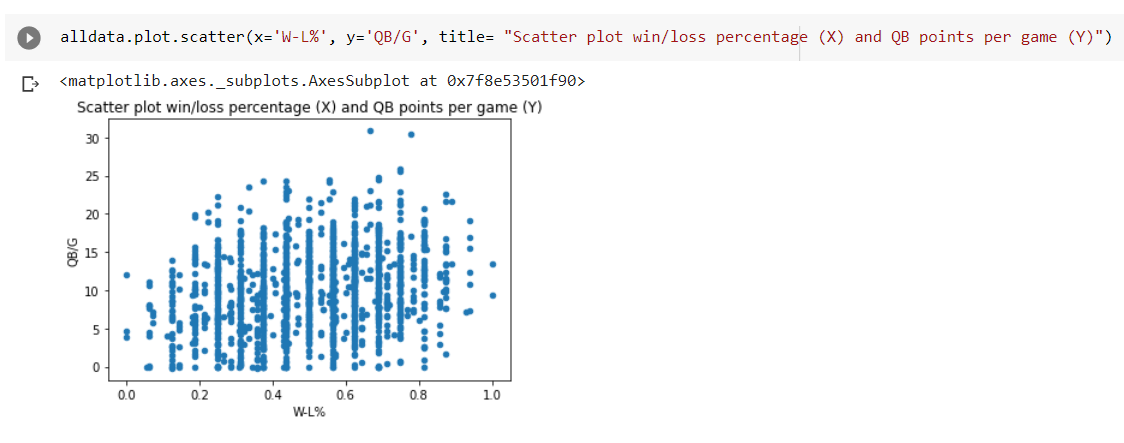 alldata.plot.scatter(x='W-L%', y='QB/G', title= "Scatter plot win/loss percentage (X) and QB points per game (Y)")
<matplotlib.axes._subplots.AxesSubplot at 0x7f8e53501f90>
Scatter plot win/loss percentage (X) and QB points per game (Y)
30
25
20
15
10
5
0
QB/G
0.0 0.2 0.4 0.6 0.8 1.0
W-L%